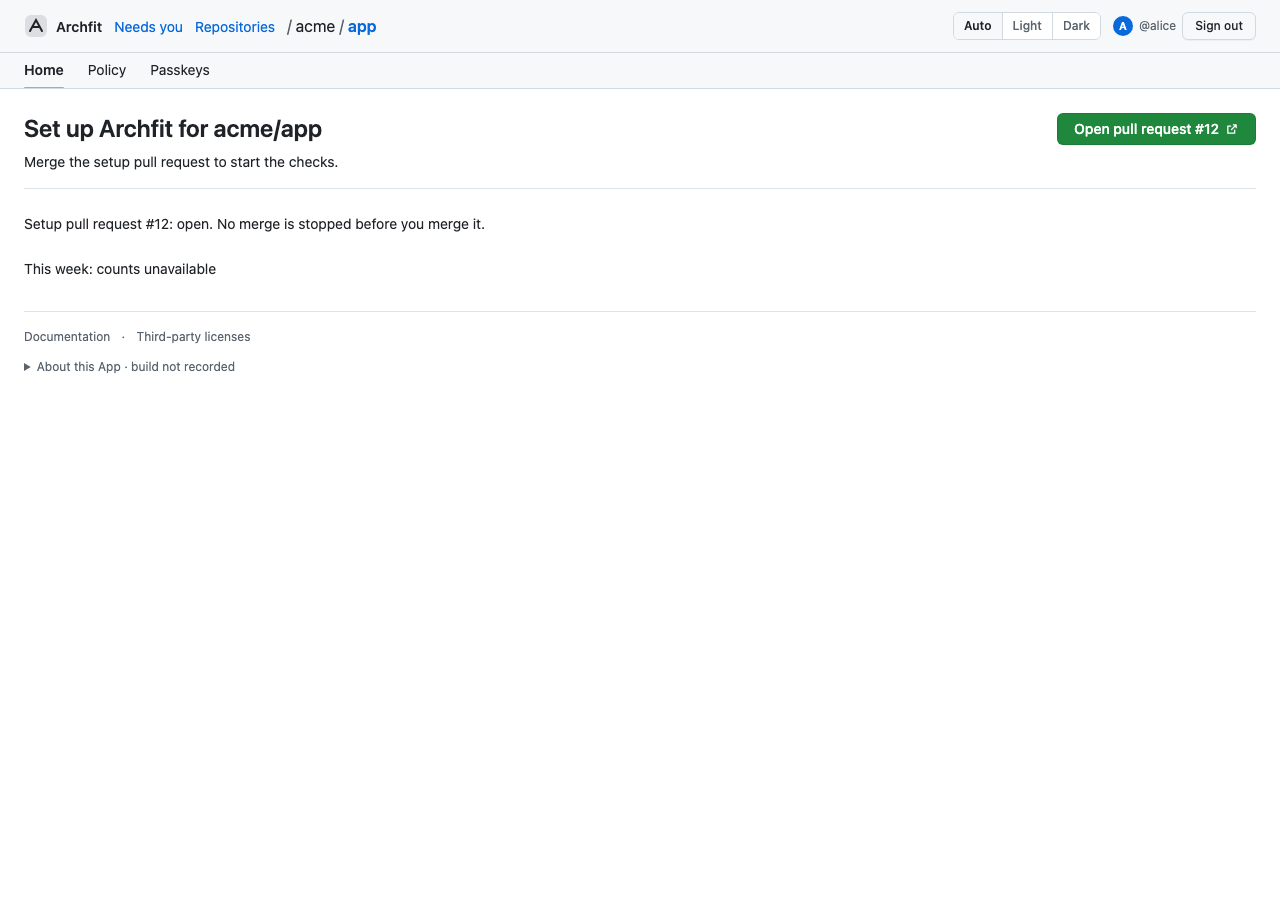 Archfit Needs you Repositories / acme / app Auto Light Dark A @alice Sign out
Home Policy Passkeys
Set up Archfit for acme/app
Open pull request #12
Merge the setup pull request to start the checks.
Setup pull request #12: open. No merge is stopped before you merge it.
This week: counts unavailable
Documentation · Third-party licenses
About this App · build not recorded